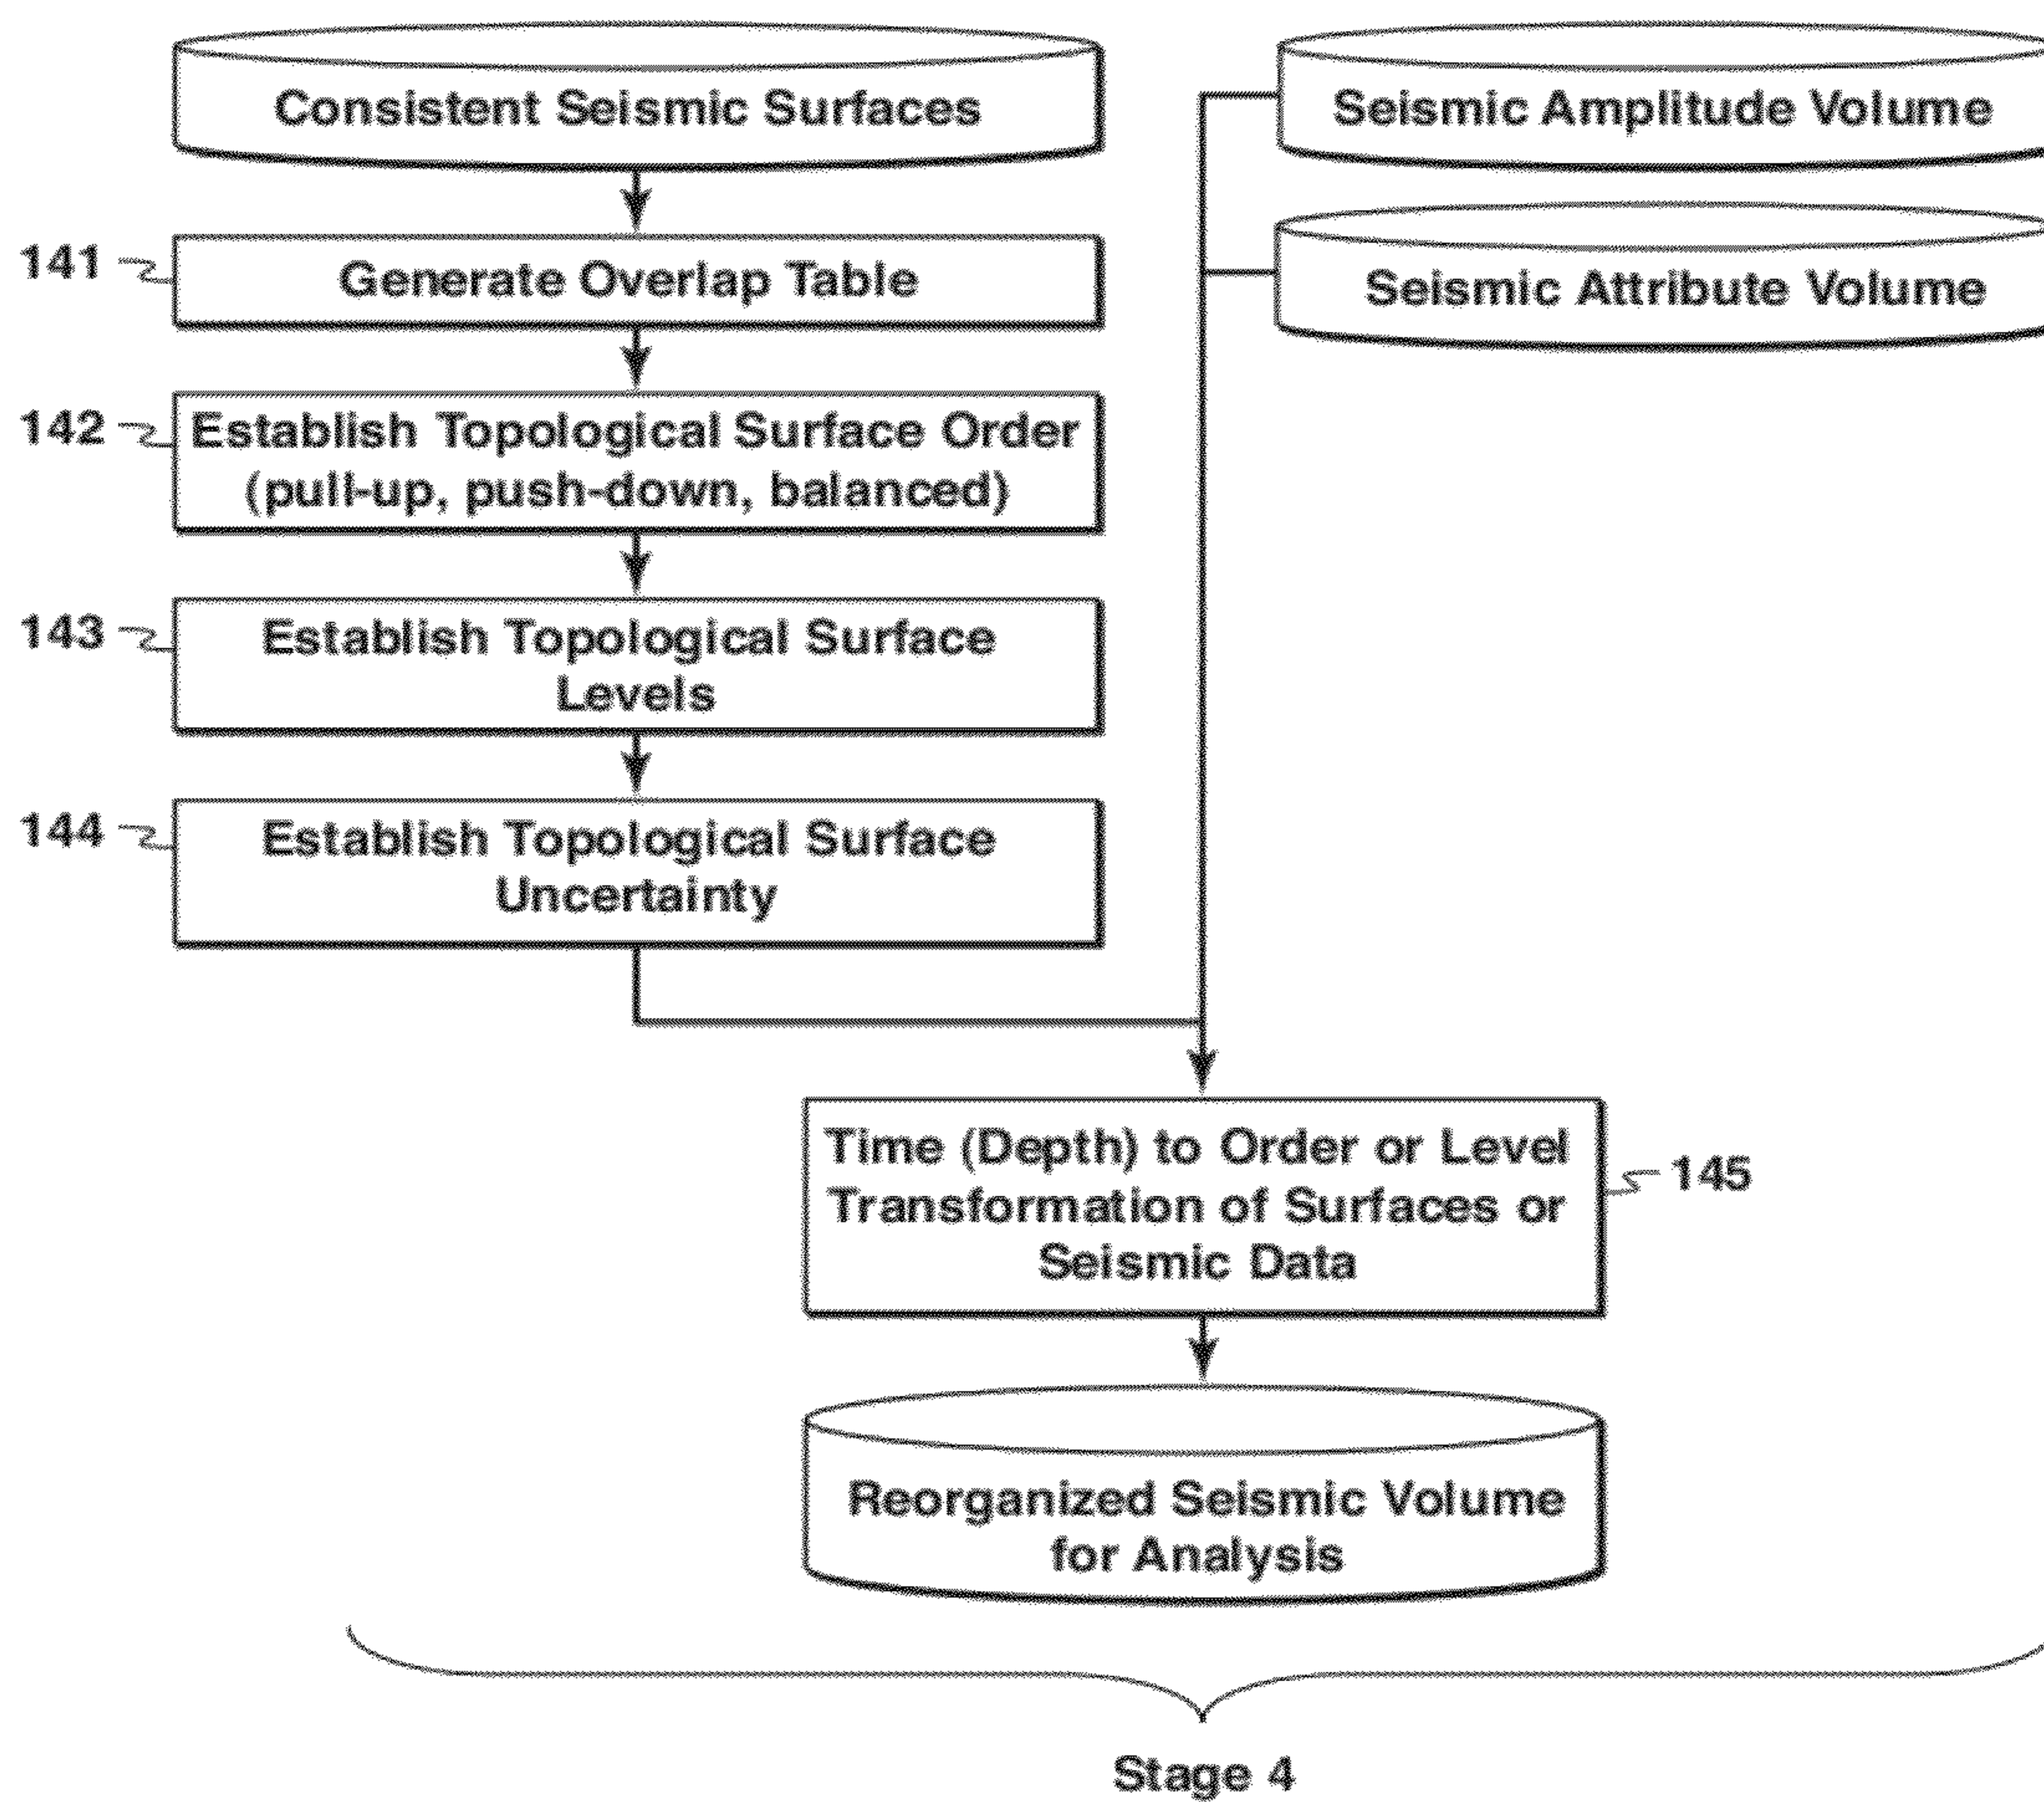 Consistent Seismic Surfaces
Seismic Amplitude Volume
Seismic Attribute Volume
141
Generate Overlap Table
142
Establish Topological Surface Order
(pull-up, push-down, balanced)
143
Establish Topological Surface
Levels
144
Establish Topological Surface
Uncertainty
Time (Depth) to Order or Level
Transformation of Surfaces or
Seismic Data
145
Reorganized Seismic Volume
for Analysis
Stage 4